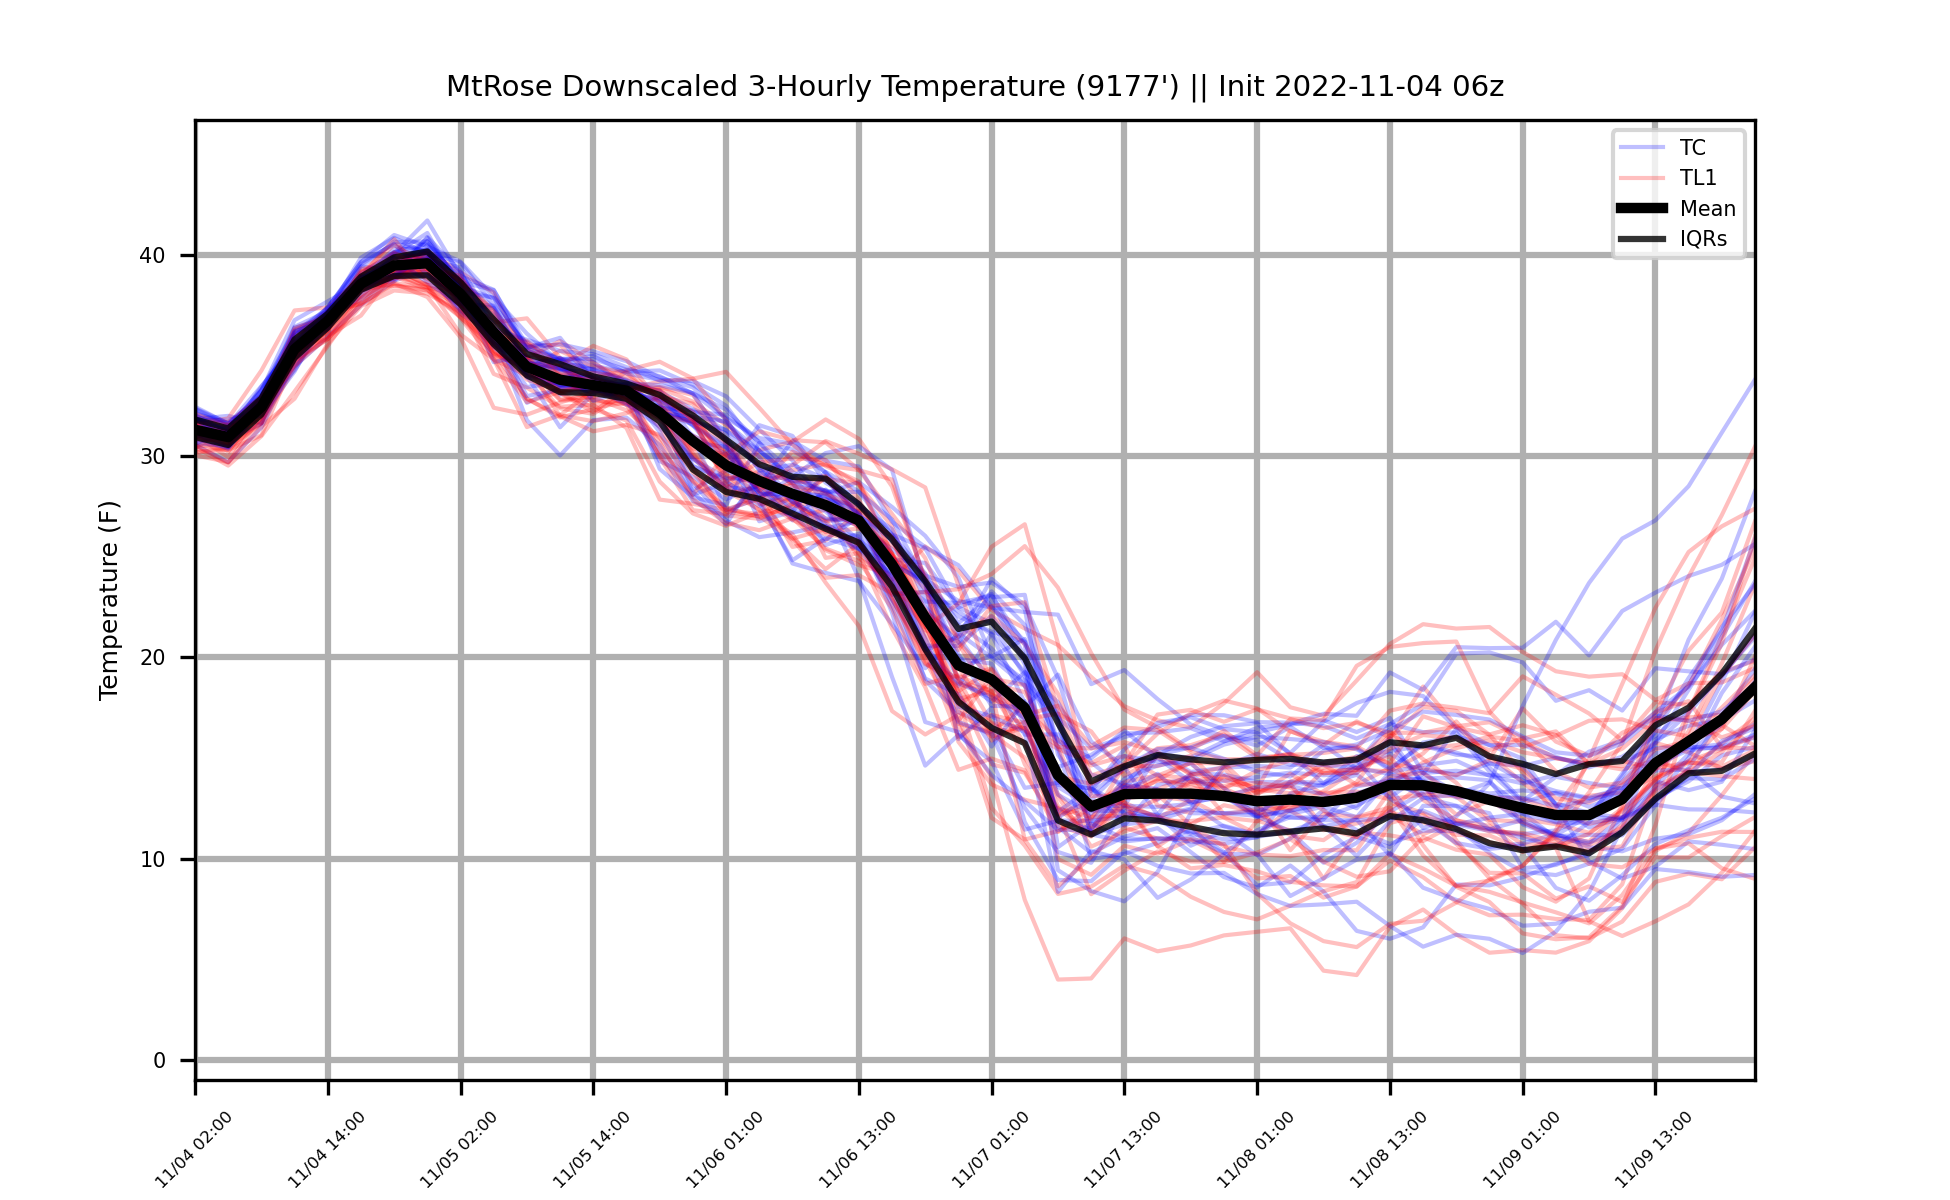 MtRose Downscaled 3-Hourly Temperature (9177') || Init 2022-11-04 06z
TC
TL1
Mean
IQRs
Temperature (F)
40
30
20
10
0
11/04 02:00
11/04 14:00
11/05 02:00
11/05 14:00
11/06 01:00
11/06 13:00
11/07 01:00
11/07 13:00
11/08 01:00
11/08 13:00
11/09 01:00
11/09 13:00